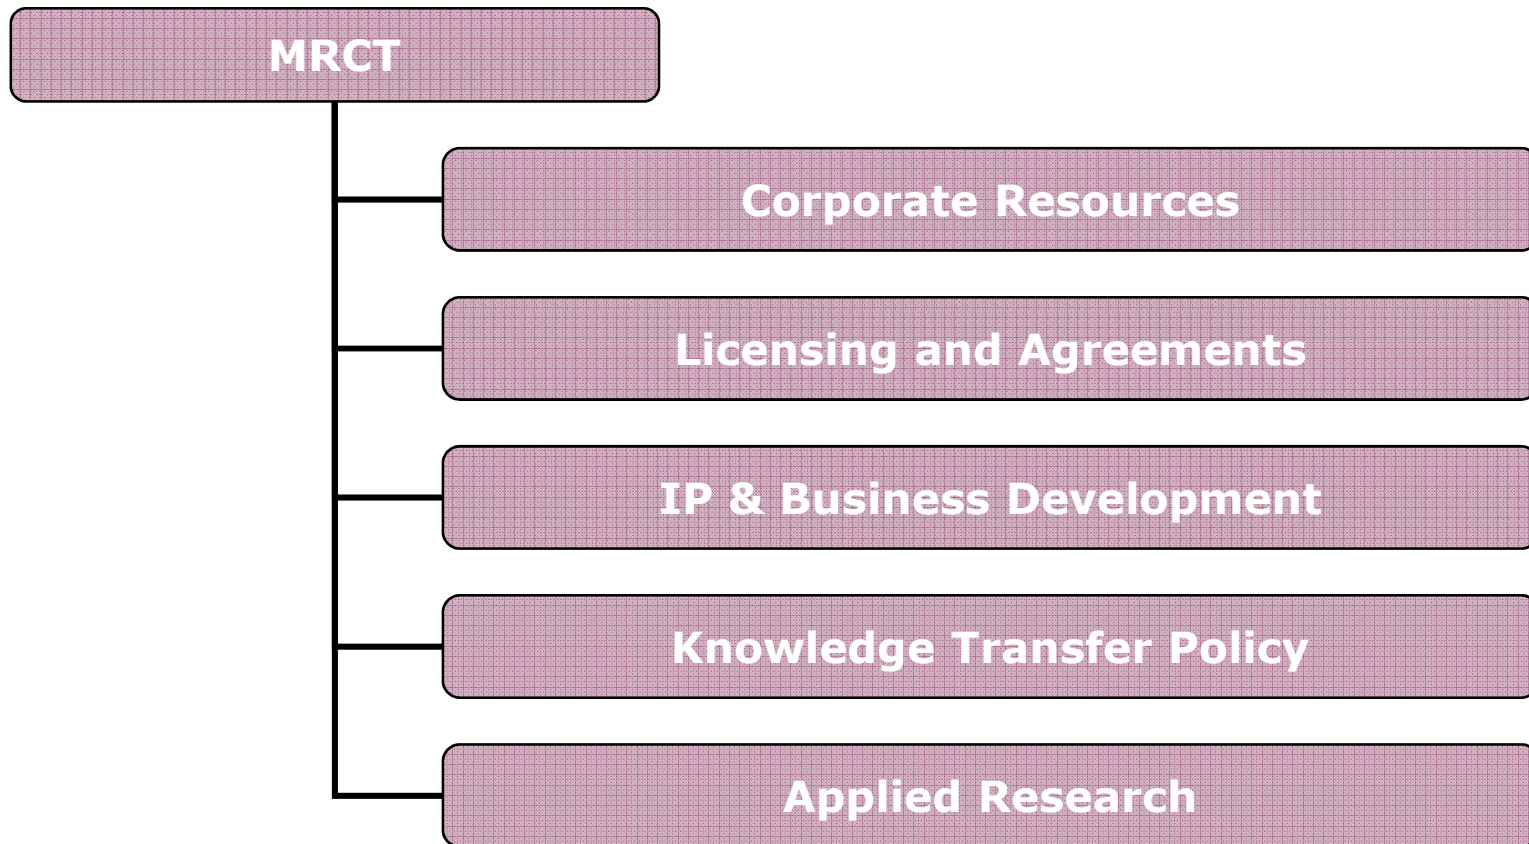 MRCT
Corporate Resources
Licensing and Agreements
IP & Business Development
Knowledge Transfer Policy
Applied Research